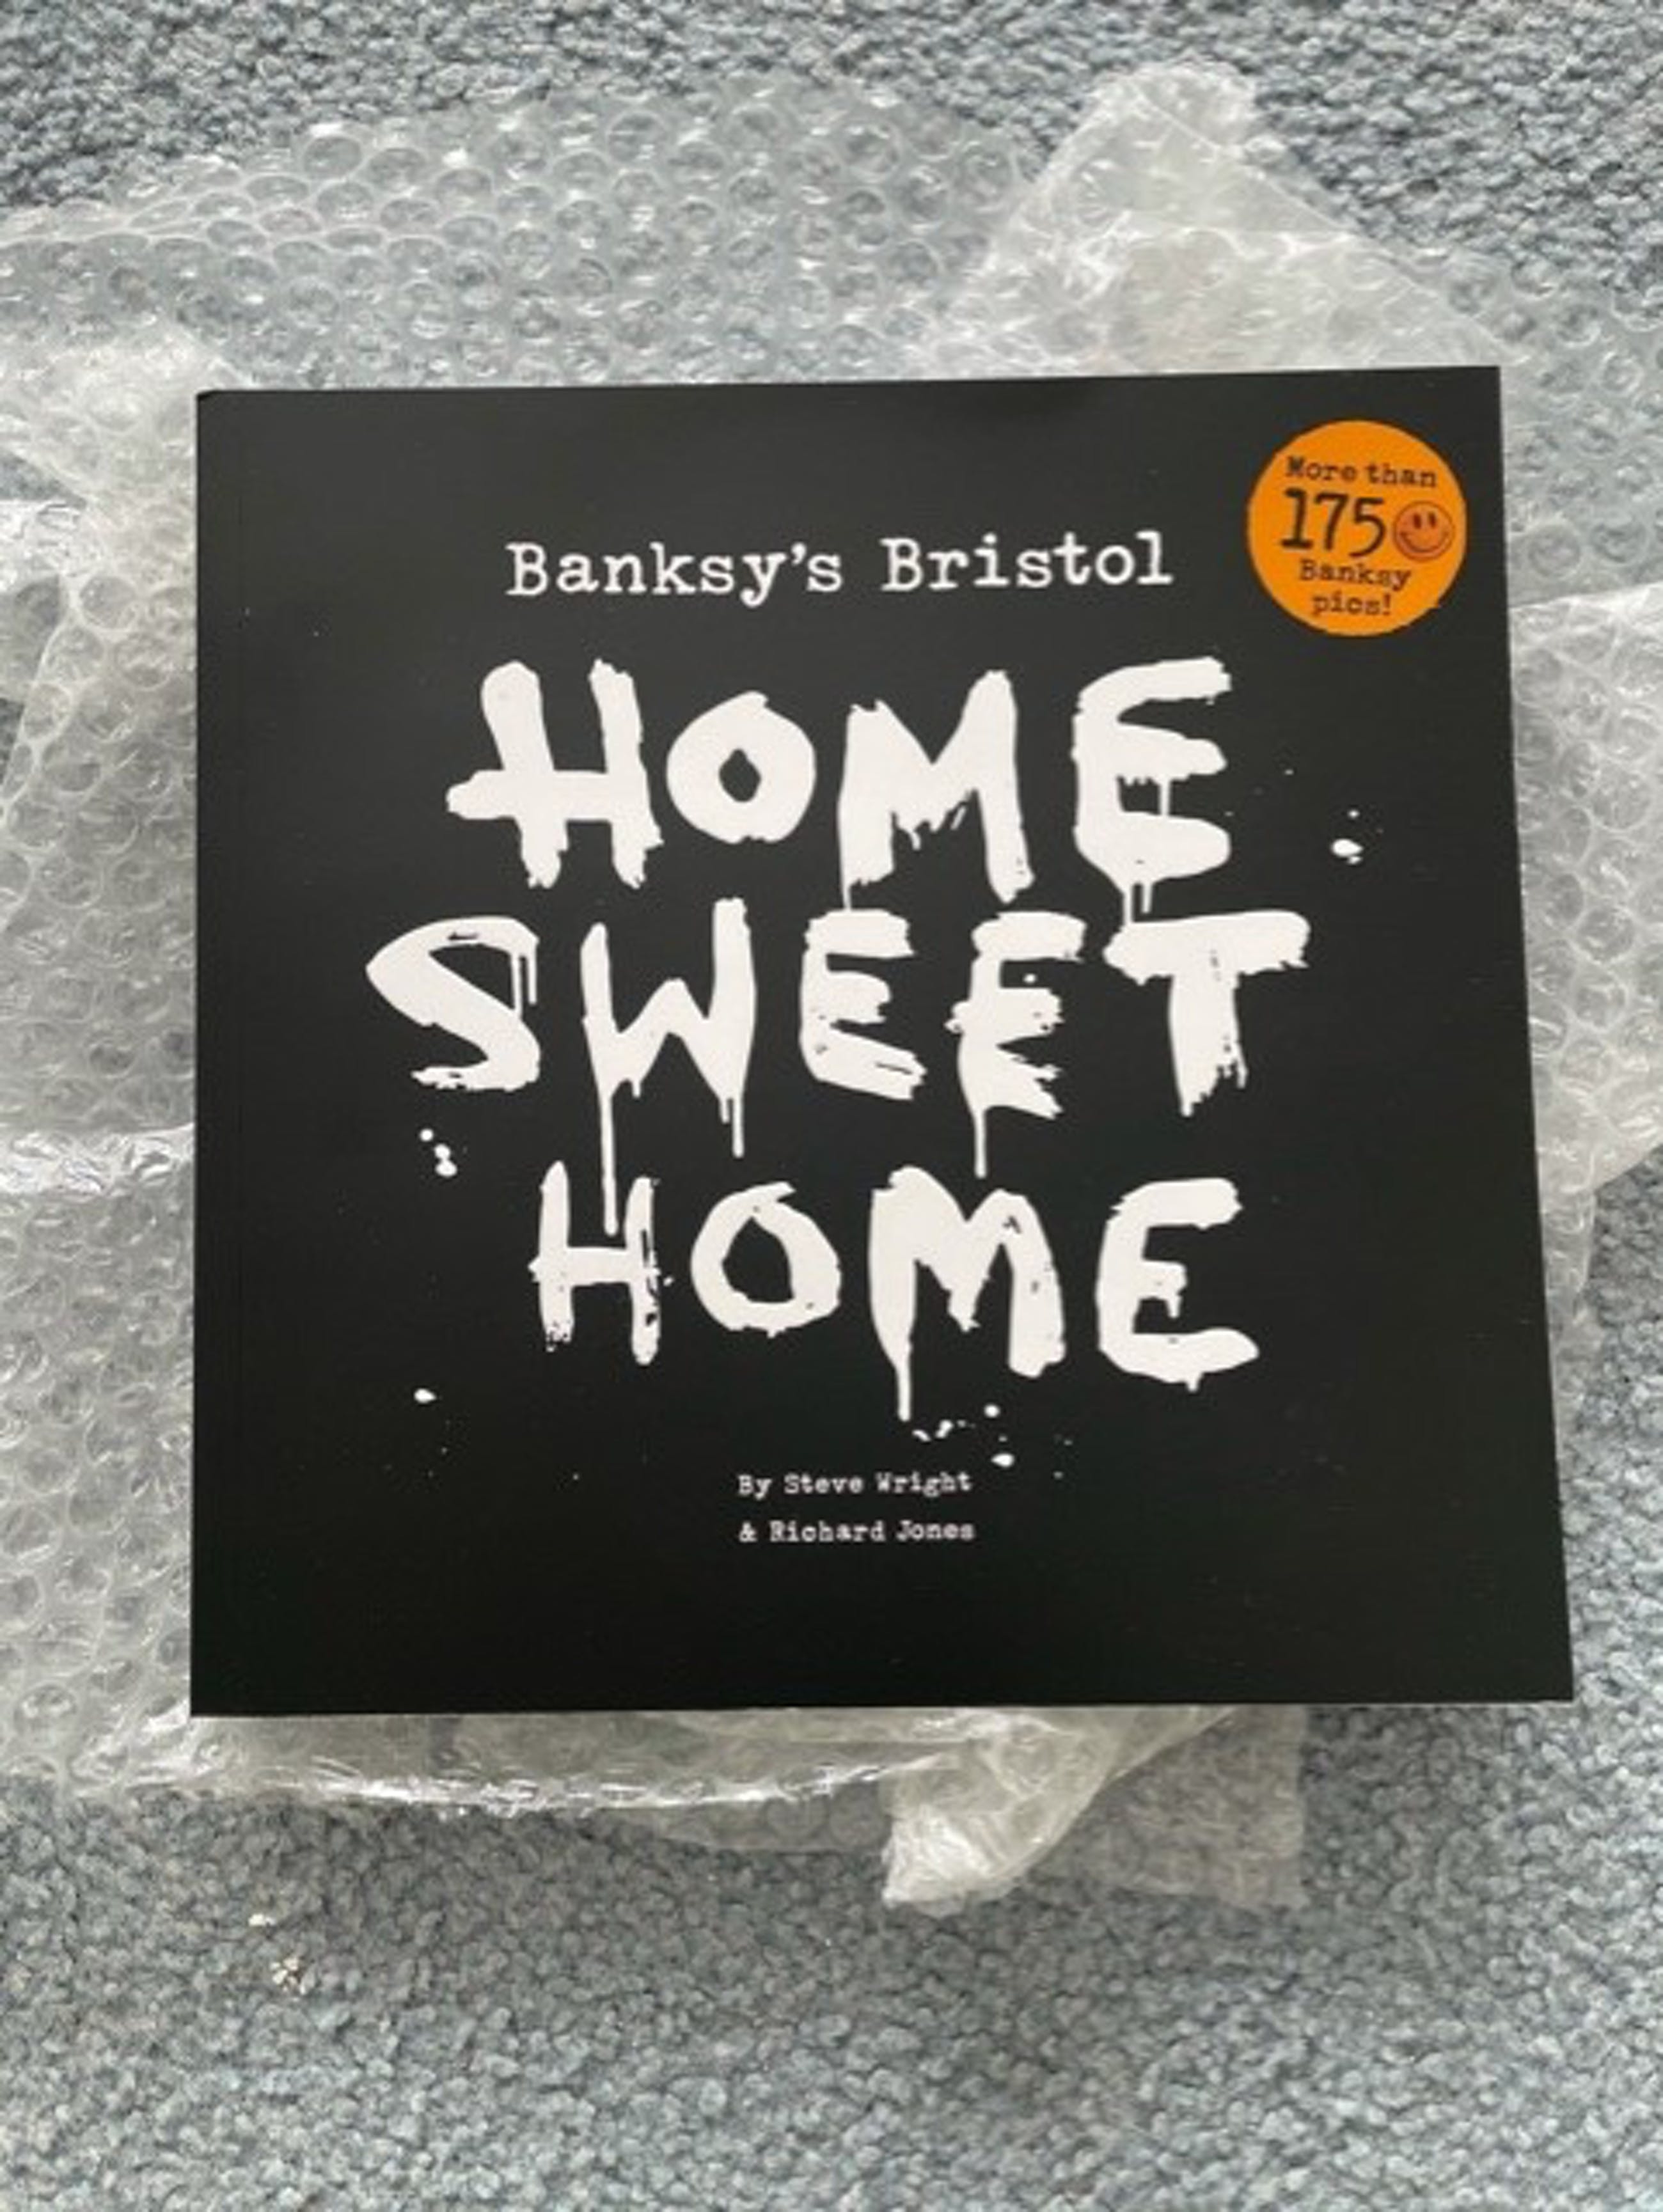 More than
175
Banksy
pics!
Banksy's Bristol
HOME
SWEET
HOME
By Steve Wright
& Richard Jones